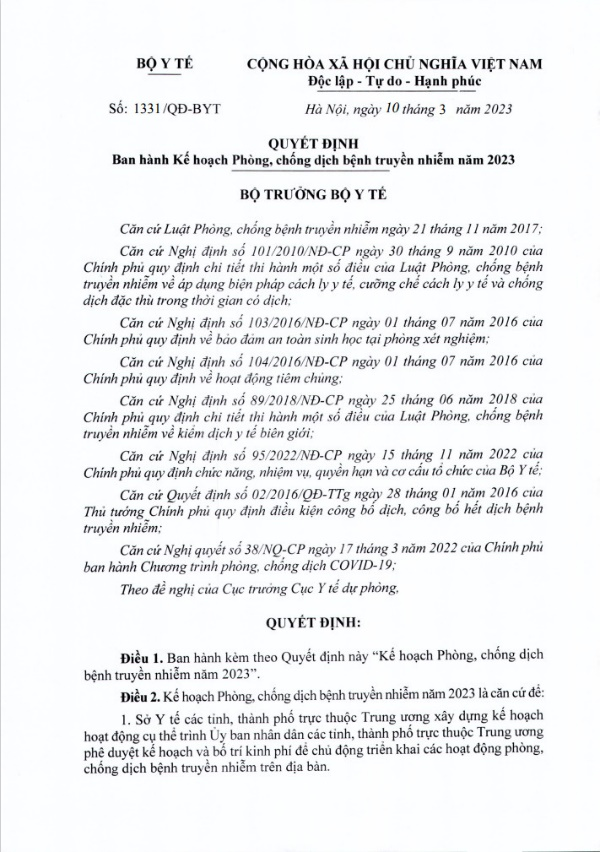 BỘ Y TẾ
CỘNG HÒA XÃ HỘI CHỦ NGHĨA VIỆT NAM
Độc lập - Tự do - Hạnh phúc
Số: 1331/QĐ-BYT
Hà Nội, ngày 10 tháng 3 năm 2023
QUYẾT ĐỊNH
Ban hành Kế hoạch Phòng, chống dịch bệnh truyền nhiễm năm 2023
BỘ TRƯỞNG BỘ Y TẾ
Căn cứ Luật Phòng, chống bệnh truyền nhiễm ngày 21 tháng 11 năm 2017;
Căn cứ Nghị định số 101/2010/NĐ-CP ngày 30 tháng 9 năm 2010 của
Chính phủ quy định chi tiết thi hành một số điều của Luật Phòng, chống bệnh
truyền nhiễm về áp dụng biện pháp cách ly y tế, cưỡng chế cách ly y tế và chống
dịch đặc thù trong thời gian có dịch;
Căn cứ Nghị định số 103/2016/NĐ-CP ngày 01 tháng 07 năm 2016 của
Chính phủ quy định về bảo đảm an toàn sinh học tại phòng xét nghiệm;
Căn cứ Nghị định số 104/2016/NĐ-CP ngày 01 tháng 07 năm 2016 của
Chính phủ quy định về hoạt động tiêm chủng;
Căn cứ Nghị định số 89/2018/NĐ-CP ngày 25 tháng 06 năm 2018 của
Chính phủ quy định chi tiết thi hành một số điều của Luật Phòng, chống bệnh
truyền nhiễm về kiểm dịch y tế biên giới;
Căn cứ Nghị định số 95/2022/NĐ-CP ngày 15 tháng 11 năm 2022 của
Chính phủ quy định chức năng, nhiệm vụ, quyền hạn và cơ cấu tổ chức của Bộ Y tế;
Căn cứ Quyết định số 02/2016/QĐ-TTg ngày 28 tháng 01 năm 2016 của
Thủ tướng Chính phủ quy định điều kiện công bố dịch, công bố hết dịch bệnh
truyền nhiễm;
Căn cứ Nghị quyết số 38/NQ-CP ngày 17 tháng 3 năm 2022 của Chính phủ
ban hành Chương trình phòng, chống dịch COVID-19;
Theo đề nghị của Cục trưởng Cục Y tế dự phòng,
QUYẾT ĐỊNH:
Điều 1. Ban hành kèm theo Quyết định này “Kế hoạch Phòng, chống dịch
bệnh truyền nhiễm năm 2023”.
Điều 2. Kế hoạch Phòng, chống dịch bệnh truyền nhiễm năm 2023 là căn cứ để:
1. Sở Y tế các tỉnh, thành phố trực thuộc Trung ương xây dựng kế hoạch
hoạt động cụ thể trình Ủy ban nhân dân các tỉnh, thành phố trực thuộc Trung ương
phê duyệt kế hoạch và bố trí kinh phí để chủ động triển khai các hoạt động phòng,
chống dịch bệnh truyền nhiễm trên địa bàn.